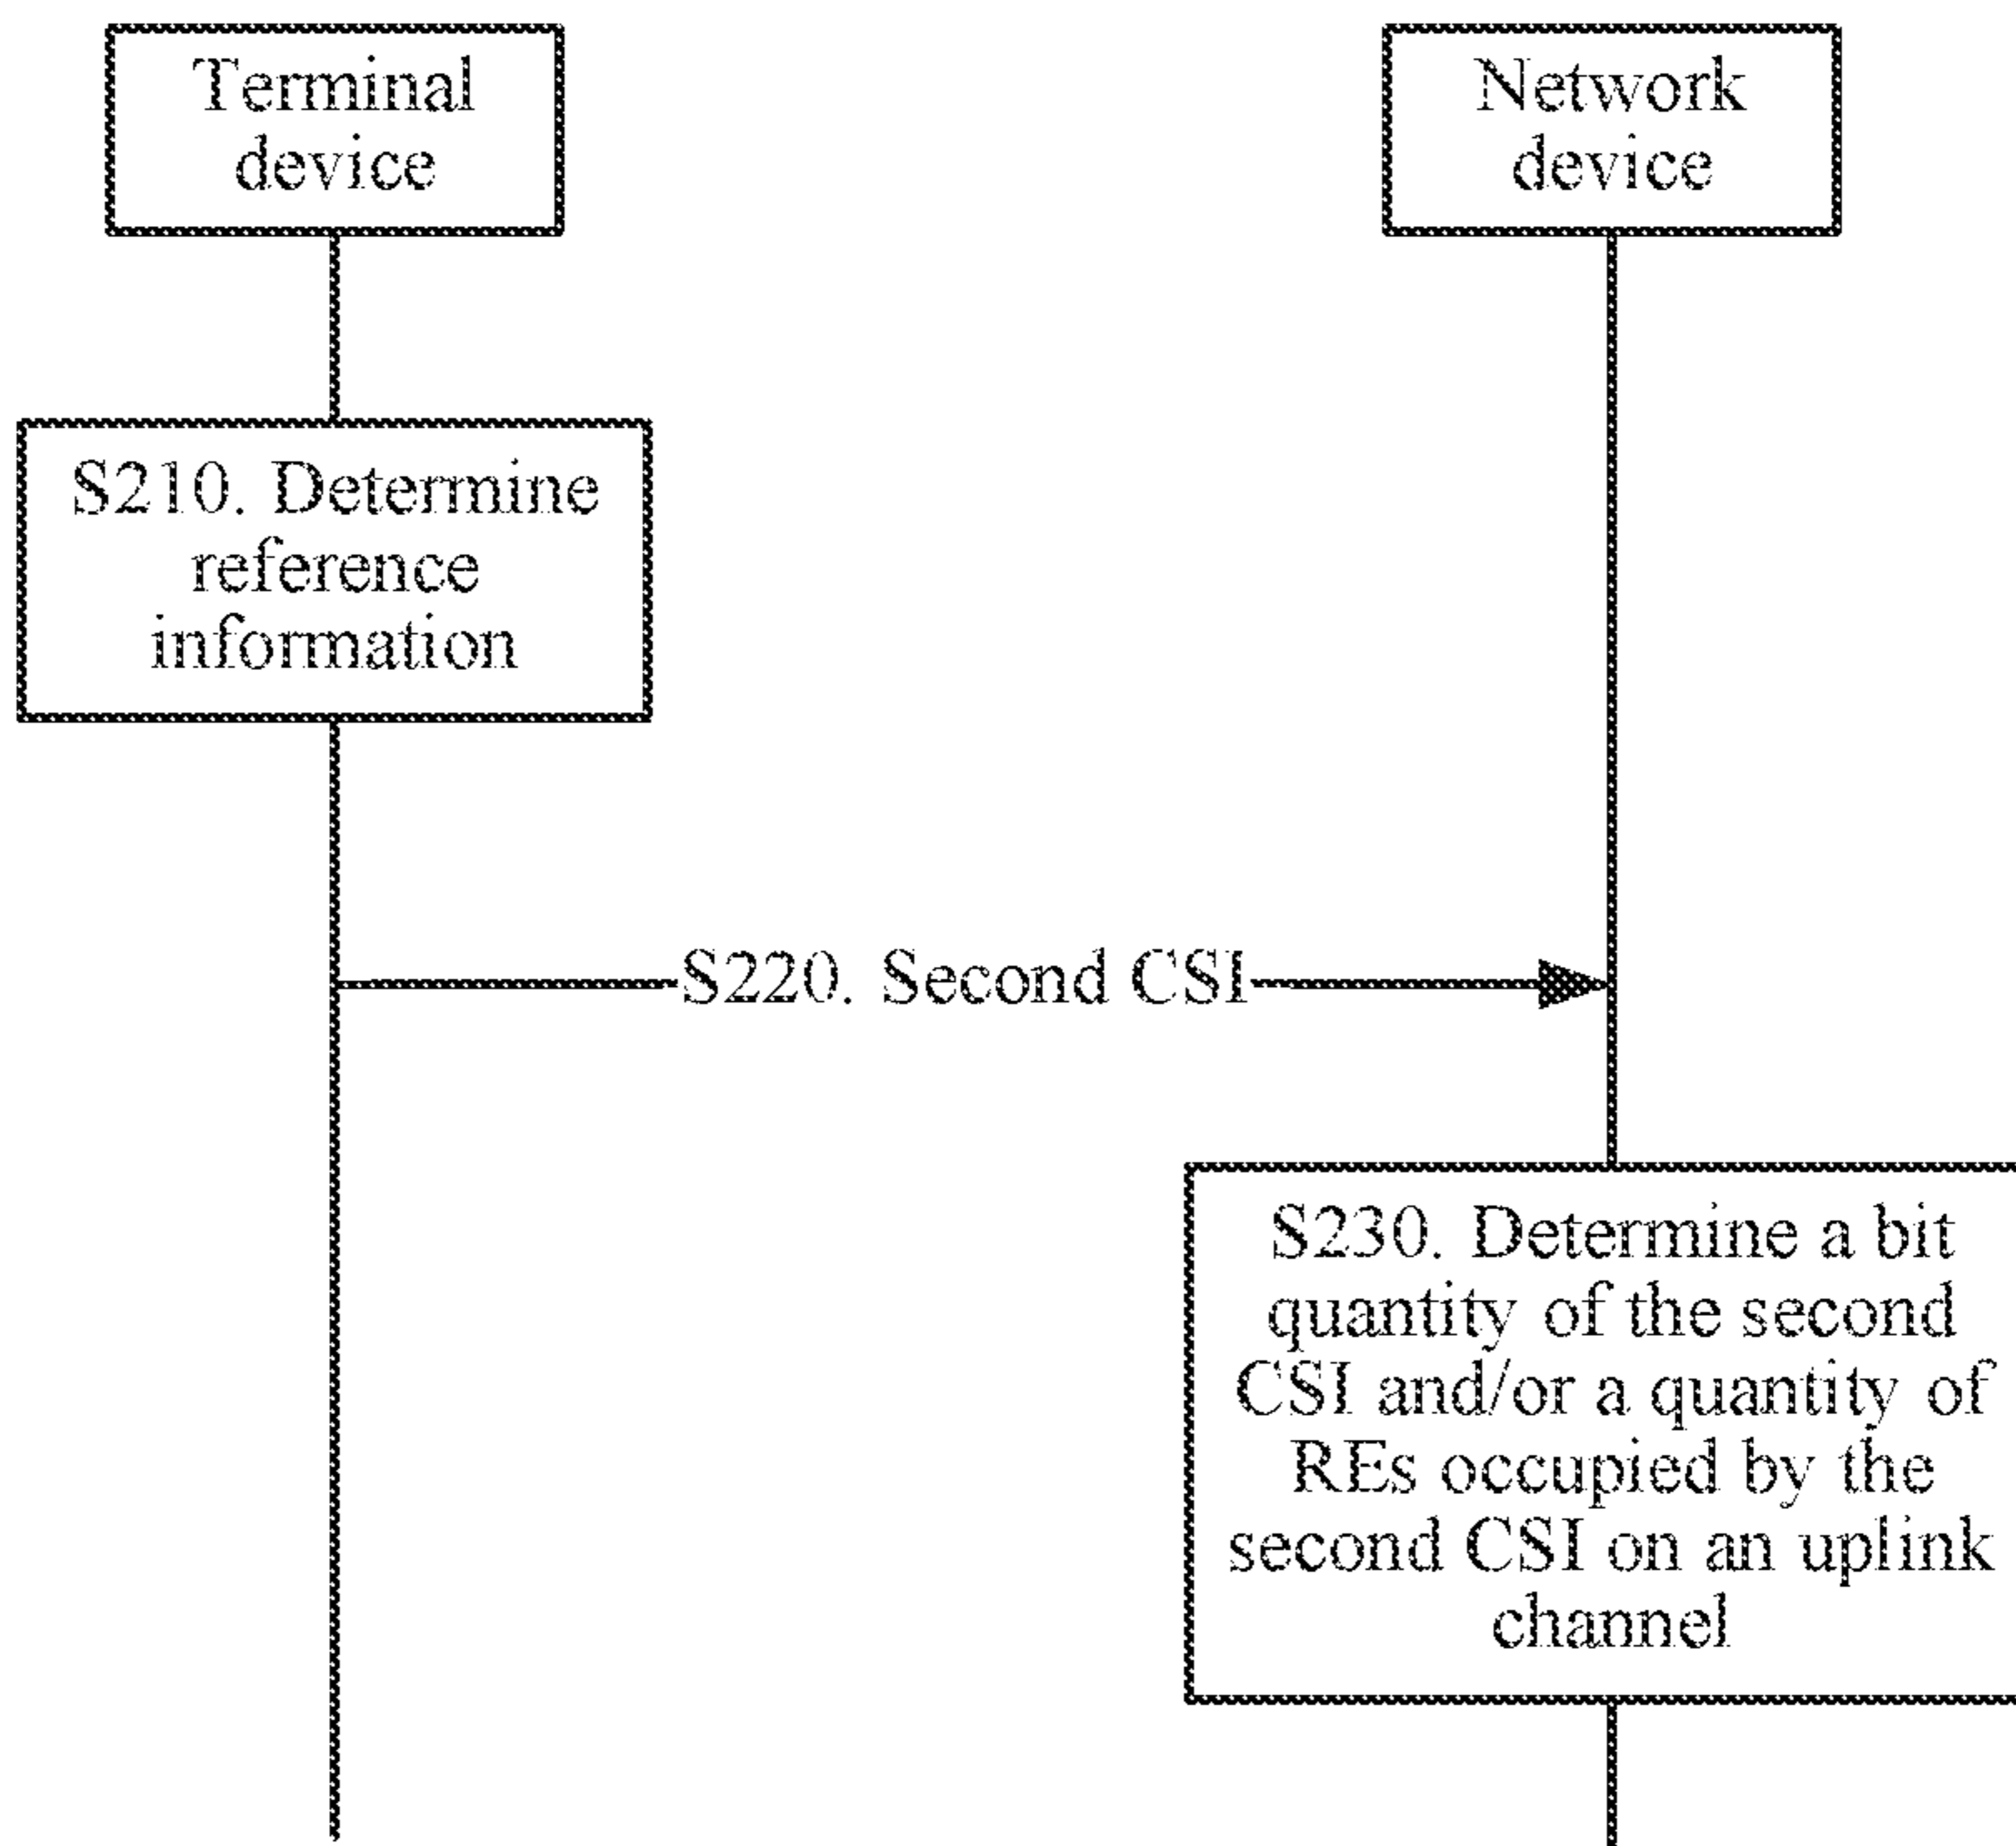 Terminal
device
Network
device
S210. Determine
reference
information
S220. Second CSI
S230. Determine a bit
quantity of the second
CSI and/or a quantity of
REs occupied by the
second CSI on an uplink
channel